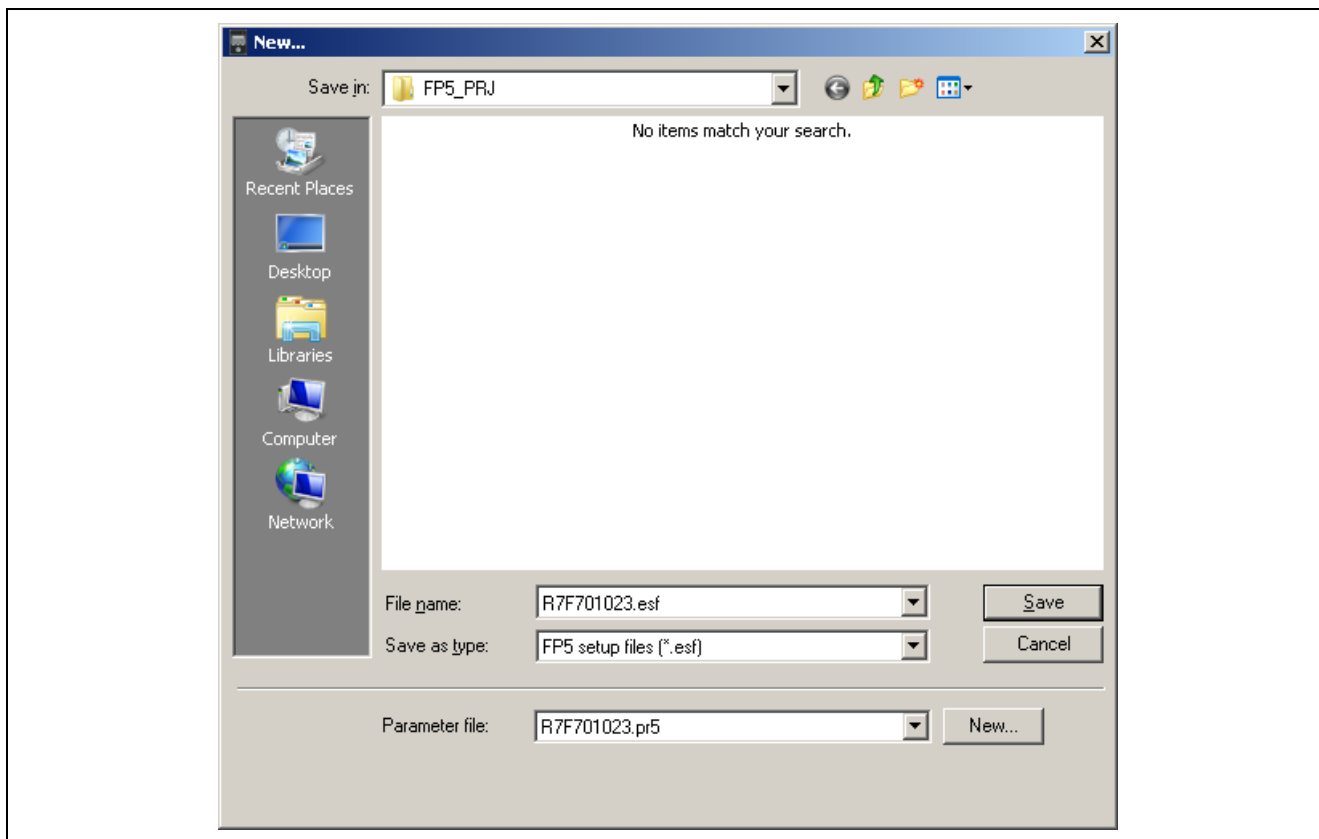 New...
Save in: FP5_PRJ
No items match your search.
Recent Places
Desktop
Libraries
Computer
Network
File name: R7F701023.esf Save
Save as type: FP5 setup files (*.esf) Cancel
Parameter file: R7F701023.pr5 New...